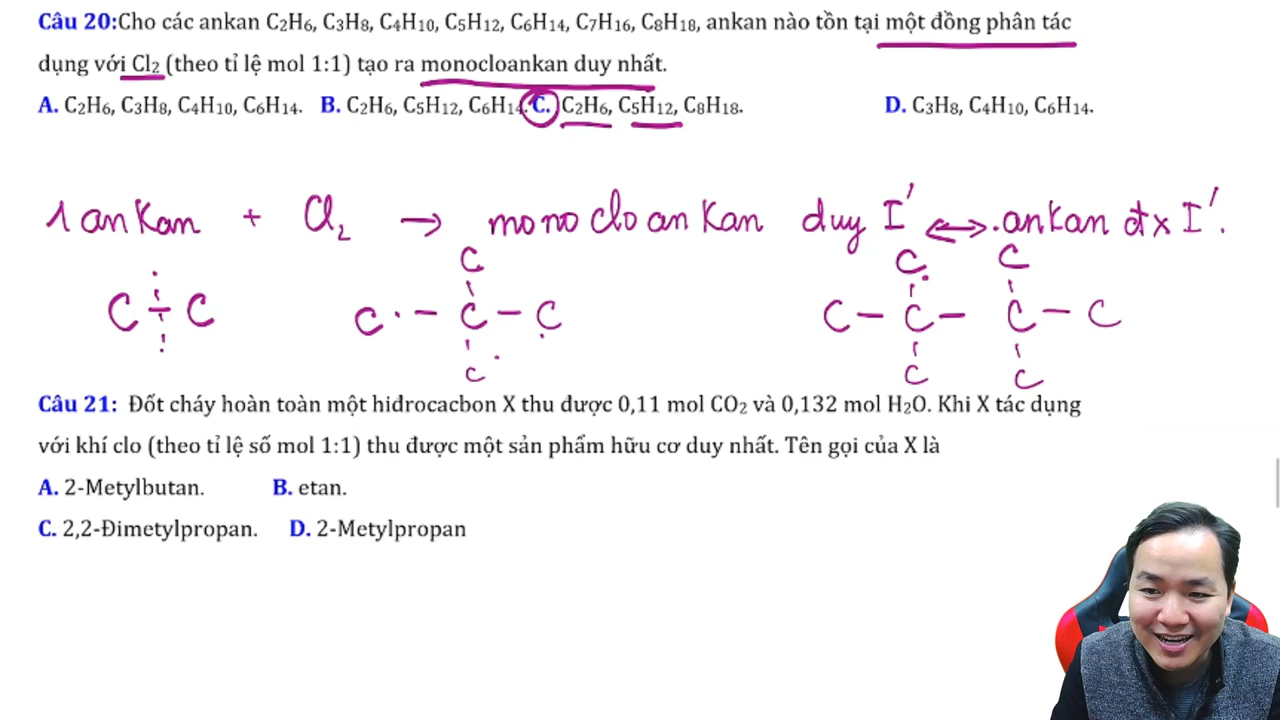 Câu 20:Cho các ankan C₂H₆, C₃H₈, C₄H₁₀, C₅H₁₂, C₆H₁₄, C₇H₁₆, C₈H₁₈, ankan nào tồn tại một đồng phân tác
dụng với Cl₂ (theo tỉ lệ mol 1:1) tạo ra monocloankan duy nhất.
A. C₂H₆, C₃H₈, C₄H₁₀, C₆H₁₄. B. C₂H₆, C₅H₁₂, C₆H₁₄. C. C₂H₆, C₅H₁₂, C₈H₁₈. D. C₃H₈, C₄H₁₀, C₆H₁₄.
1 ankan + Cl₂ → monocloankan duy I' ⟷ ankan đx I'.
C C C
C – C C – C – C C – C – C – C
C C C
Câu 21: Đốt cháy hoàn toàn một hiđrocacbon X thu được 0,11 mol CO₂ và 0,132 mol H₂O. Khi X tác dụng
với khí clo (theo tỉ lệ số mol 1:1) thu được một sản phẩm hữu cơ duy nhất. Tên gọi của X là
A. 2-Metylbutan. B. etan.
C. 2,2-Đimetylpropan. D. 2-Metylpropan